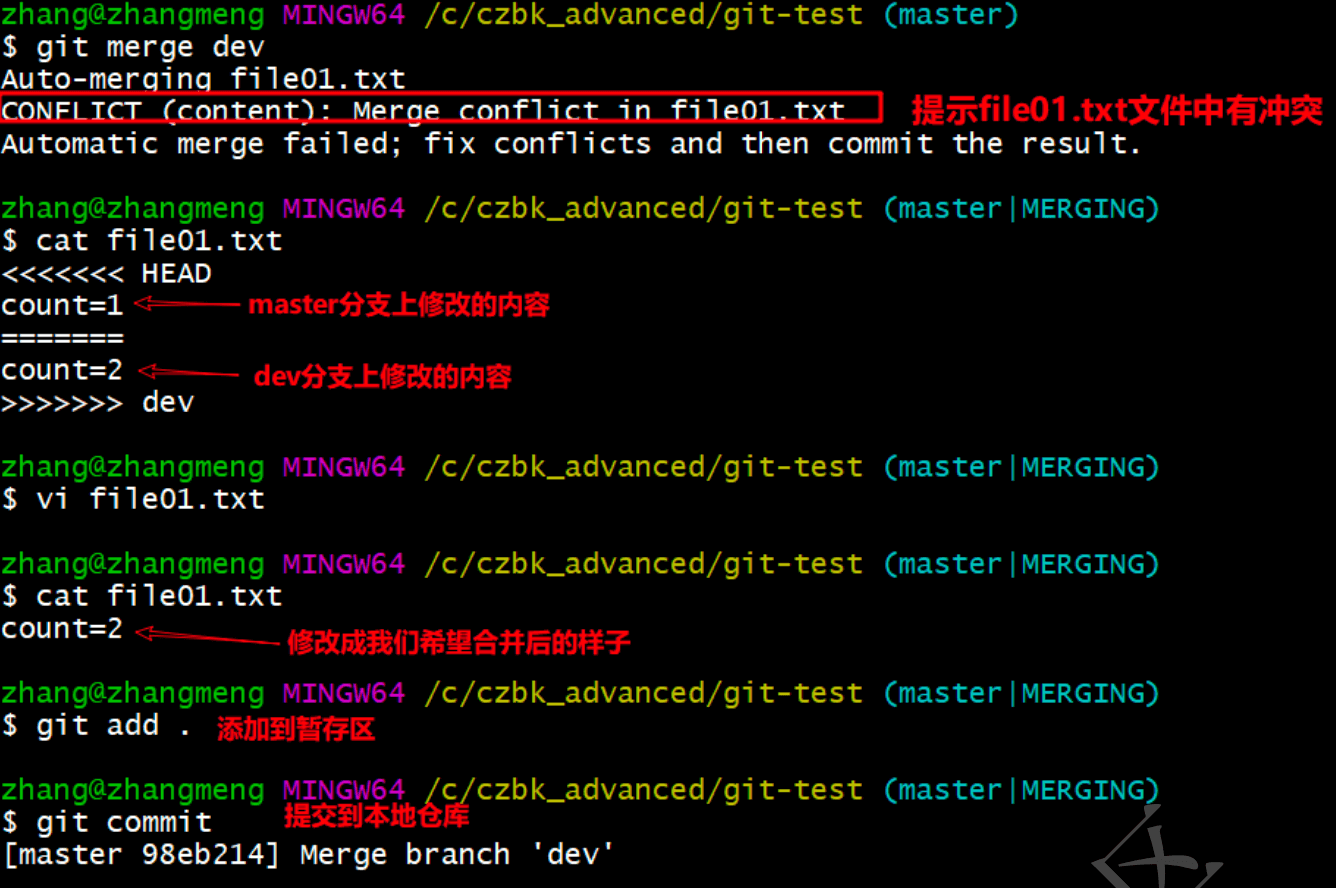 zhang@zhangmeng MINGW64 /c/czbk_advanced/git-test (master)
$ git merge dev
Auto-merging file01.txt
CONFLICT (content): Merge conflict in file01.txt 提示file01.txt文件中有冲突
Automatic merge failed; fix conflicts and then commit the result.
zhang@zhangmeng MINGW64 /c/czbk_advanced/git-test (master|MERGING)
$ cat file01.txt
<<<<<<< HEAD
count=1 master分支上修改的内容
=======
count=2 dev分支上修改的内容
>>>>>>> dev
zhang@zhangmeng MINGW64 /c/czbk_advanced/git-test (master|MERGING)
$ vi file01.txt
zhang@zhangmeng MINGW64 /c/czbk_advanced/git-test (master|MERGING)
$ cat file01.txt
count=2 修改成我们希望合并后的样子
zhang@zhangmeng MINGW64 /c/czbk_advanced/git-test (master|MERGING)
$ git add . 添加到暂存区
zhang@zhangmeng MINGW64 /c/czbk_advanced/git-test (master|MERGING)
$ git commit 提交到本地仓库
[master 98eb214] Merge branch 'dev'